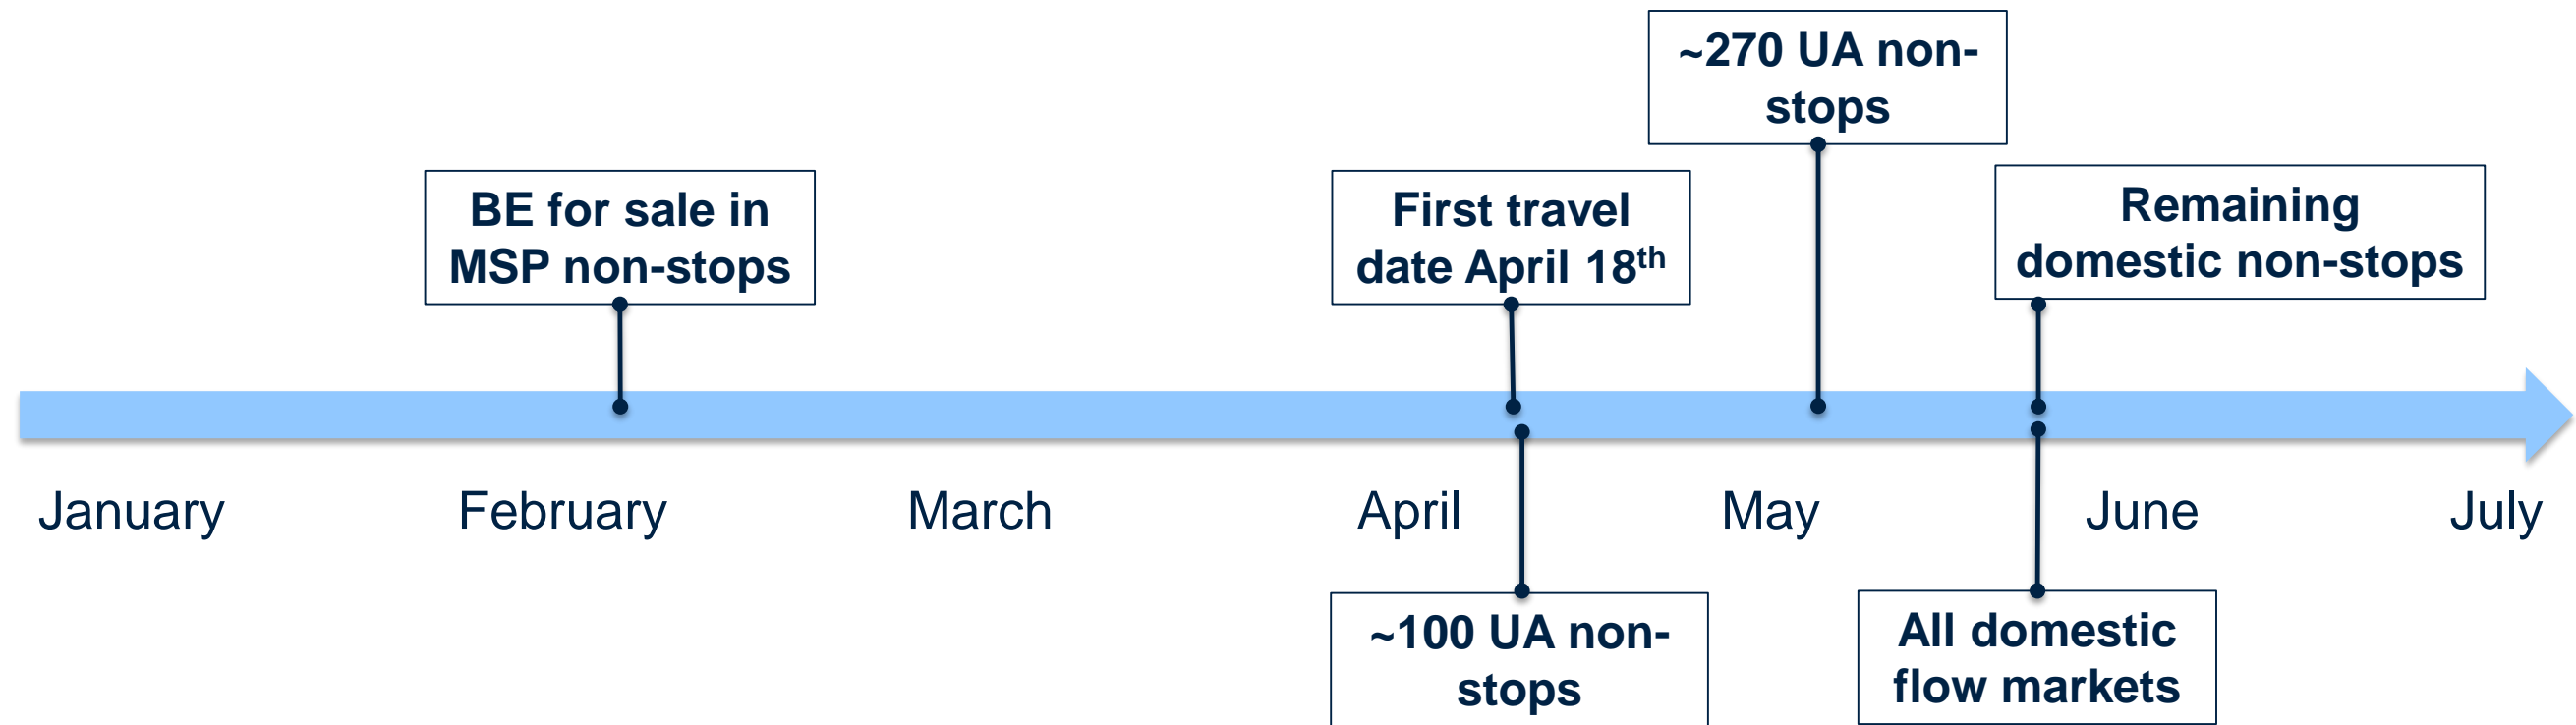 ~270 UA non-
stops
BE for sale in
MSP non-stops
First travel
date April 18th
Remaining
domestic non-stops
January
February
March
April
May
June
July
~100 UA non-
stops
All domestic
flow markets